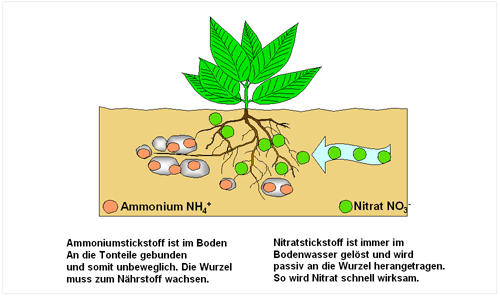 Ammonium NH₄⁺
Nitrat NO₃⁻
Ammoniumstickstoff ist im Boden
An die Tonteile gebunden
und somit unbeweglich. Die Wurzel
muss zum Nährstoff wachsen.
Nitratstickstoff ist immer im
Bodenwasser gelöst und wird
passiv an die Wurzel herangetragen.
So wird Nitrat schnell wirksam.